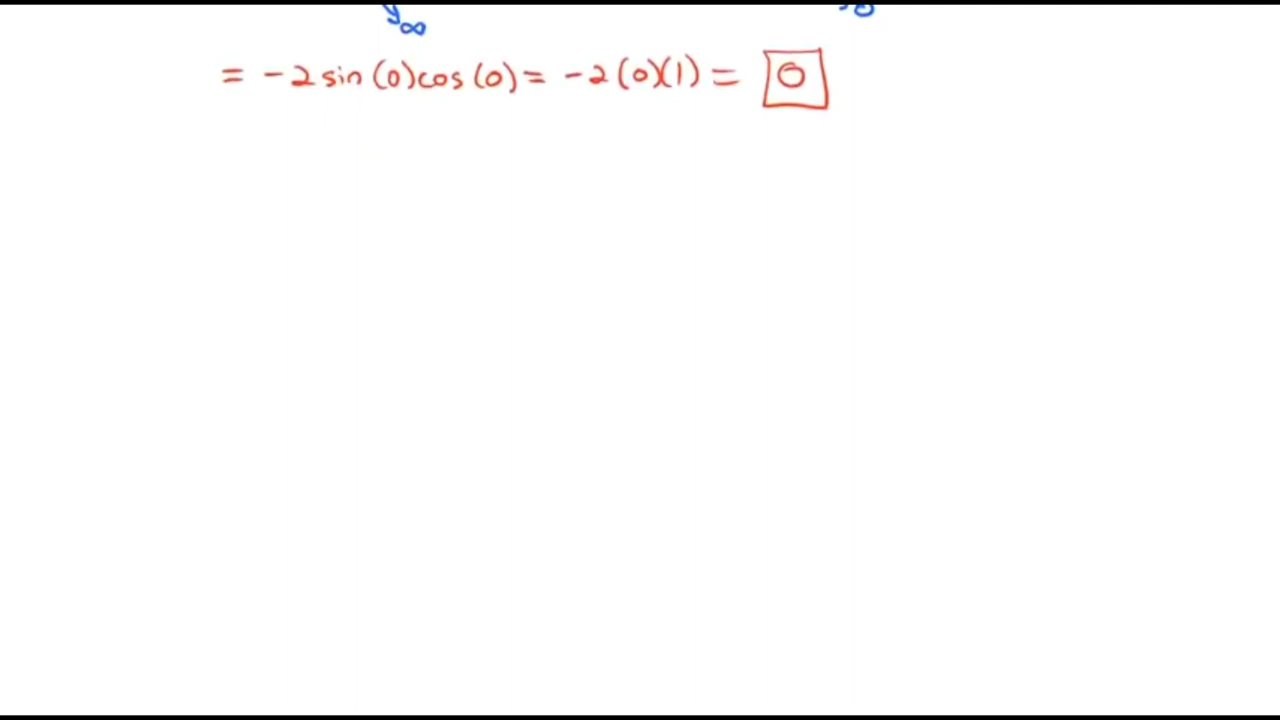 y∞
= -2 sin (0) cos (0) = -2 (0)(1) = 0